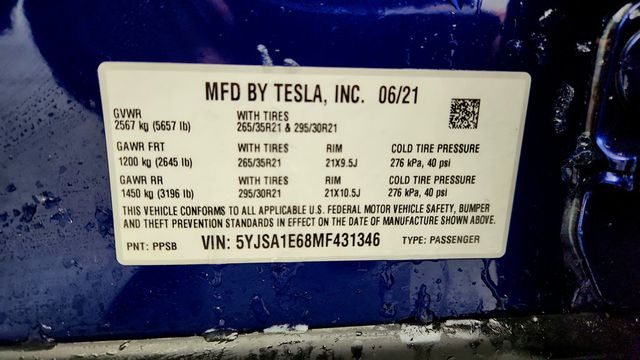 MFD BY TESLA, INC. 06/21
GVWR
2567 kg (5657 lb)
WITH TIRES
265/35R21 & 295/30R21
GAWR FRT
1200 kg (2645 lb)
WITH TIRES
265/35R21
RIM
21X9.5J
COLD TIRE PRESSURE
276 kPa, 40 psi
GAWR RR
1450 kg (3196 lb)
WITH TIRES
295/30R21
RIM
21X10.5J
COLD TIRE PRESSURE
276 kPa, 40 psi
THIS VEHICLE CONFORMS TO ALL APPLICABLE U.S. FEDERAL MOTOR VEHICLE SAFETY, BUMPER
AND THEFT PREVENTION STANDARDS IN EFFECT ON THE DATE OF MANUFACTURE SHOWN ABOVE.
PNT: PPSB VIN: 5YJSA1E68MF431346 TYPE: PASSENGER